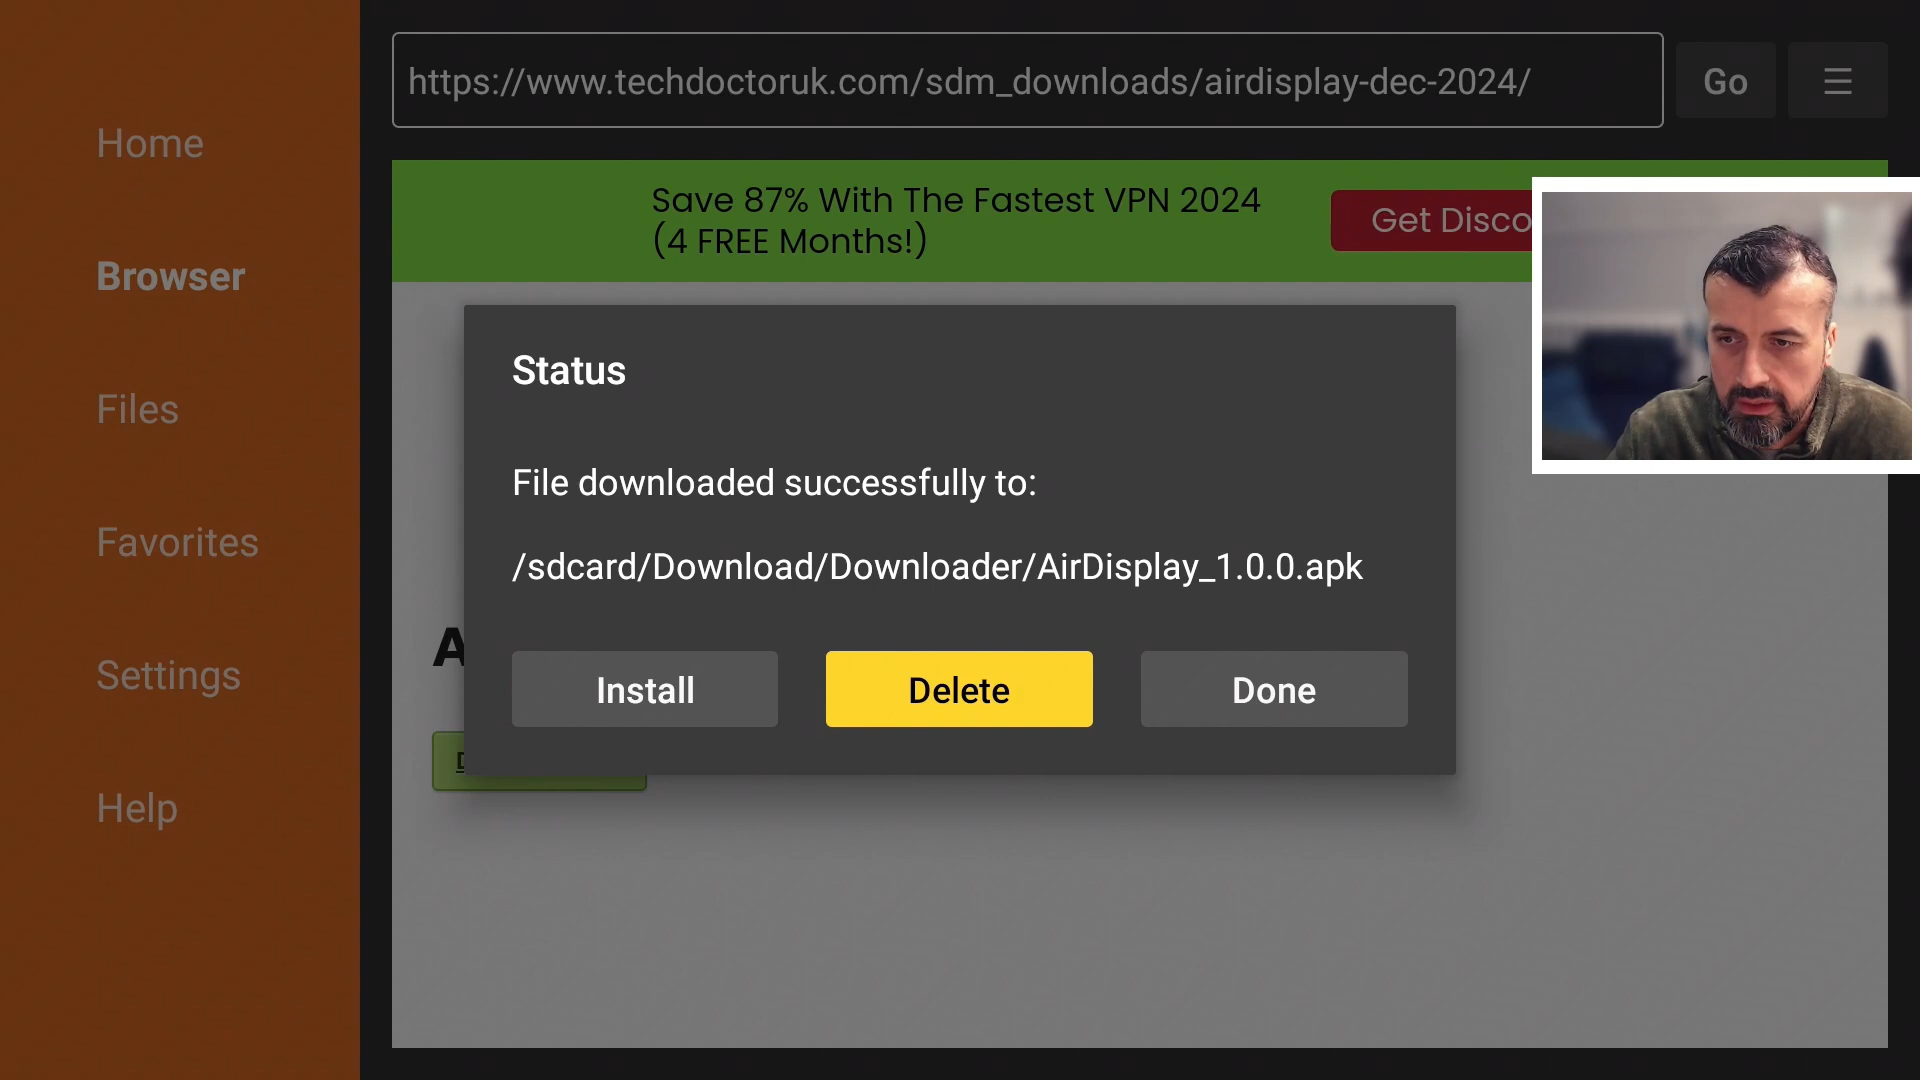 https://www.techdoctoruk.com/sdm_downloads/airdisplay-dec-2024/
Go
Home
Browser
Files
Favorites
Settings
Help
Save 87% With The Fastest VPN 2024
(4 FREE Months!)
Get Disco
Status
File downloaded successfully to:
/sdcard/Download/Downloader/AirDisplay_1.0.0.apk
A
Install
Delete
Done
D